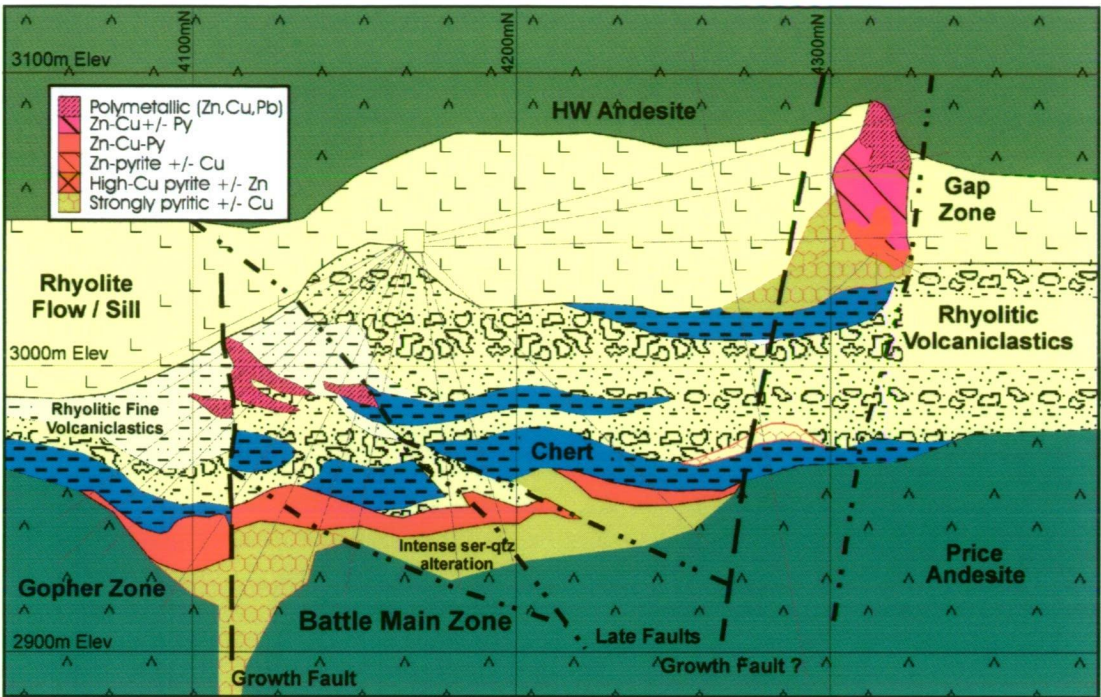 4100mN
4200mN
4300mN
3100m Elev
Polymetallic (Zn,Cu,Pb)
Zn-Cu+/- Py
Zn-Cu-Py
Zn-pyrite +/- Cu
High-Cu pyrite +/- Zn
Strongly pyritic +/- Cu
HW Andesite
Gap
Zone
Rhyolite
Flow / Sill
Rhyolitic
Volcaniclastics
3000m Elev
Rhyolitic Fine
Volcaniclastics
Chert
Intense ser-qtz
alteration
Price
Andesite
Gopher Zone
Battle Main Zone
Late Faults
2900m Elev
Growth Fault ?
Growth Fault